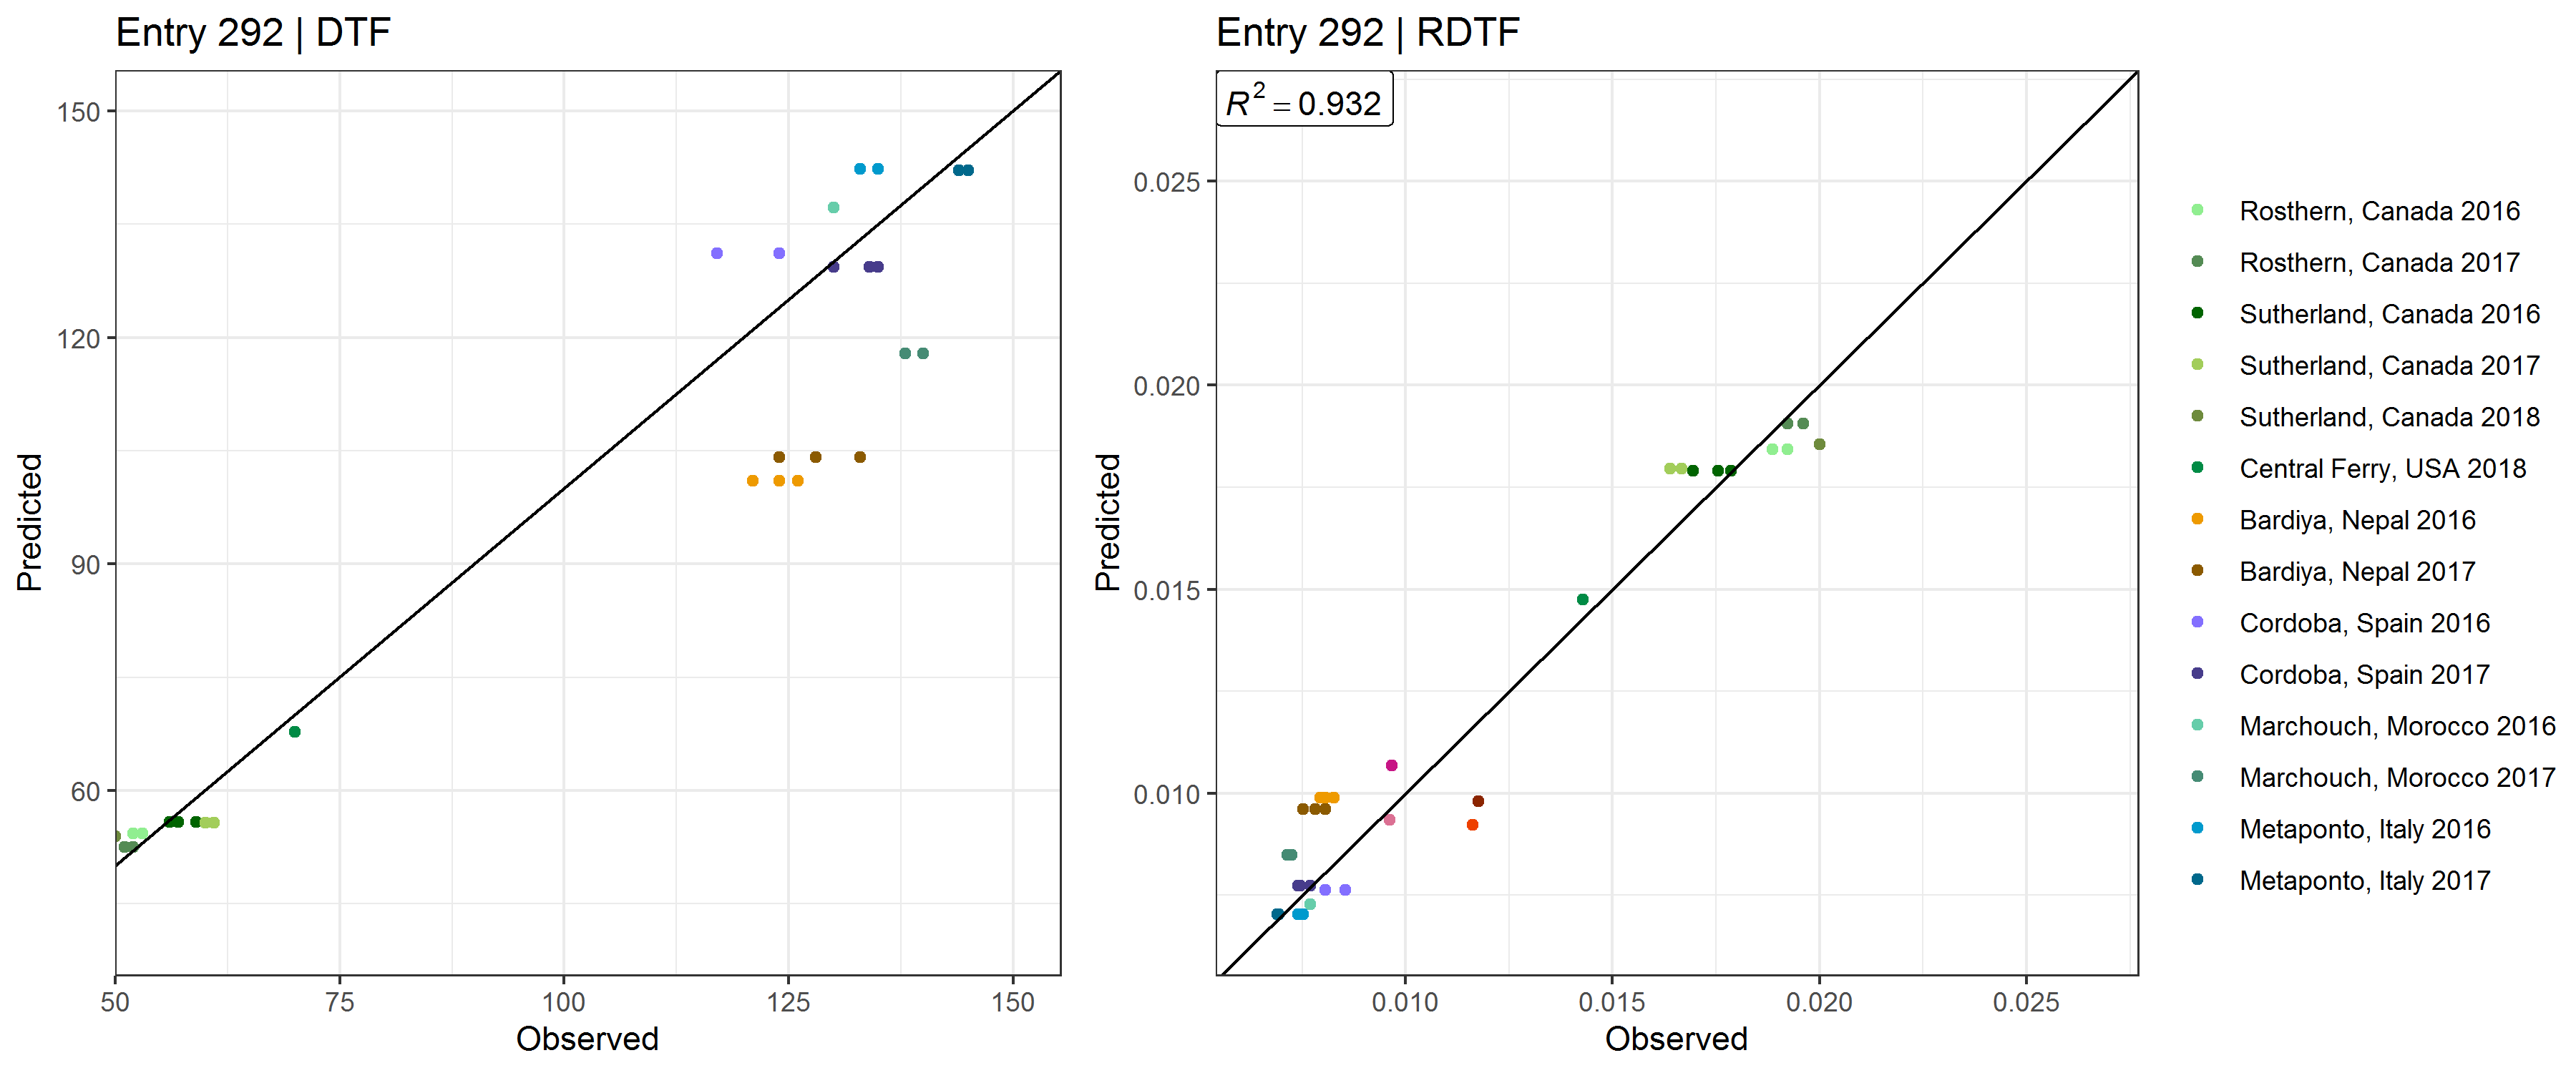 Entry 292 | DTF
150
120
90
60
Predicted
50
75
100
125
150
Observed
Entry 292 | RDTF
R² = 0.932
0.025
0.020
0.015
0.010
Predicted
0.010
0.015
0.020
0.025
Observed
Rosthern, Canada 2016
Rosthern, Canada 2017
Sutherland, Canada 2016
Sutherland, Canada 2017
Sutherland, Canada 2018
Central Ferry, USA 2018
Bardiya, Nepal 2016
Bardiya, Nepal 2017
Cordoba, Spain 2016
Cordoba, Spain 2017
Marchouch, Morocco 2016
Marchouch, Morocco 2017
Metaponto, Italy 2016
Metaponto, Italy 2017